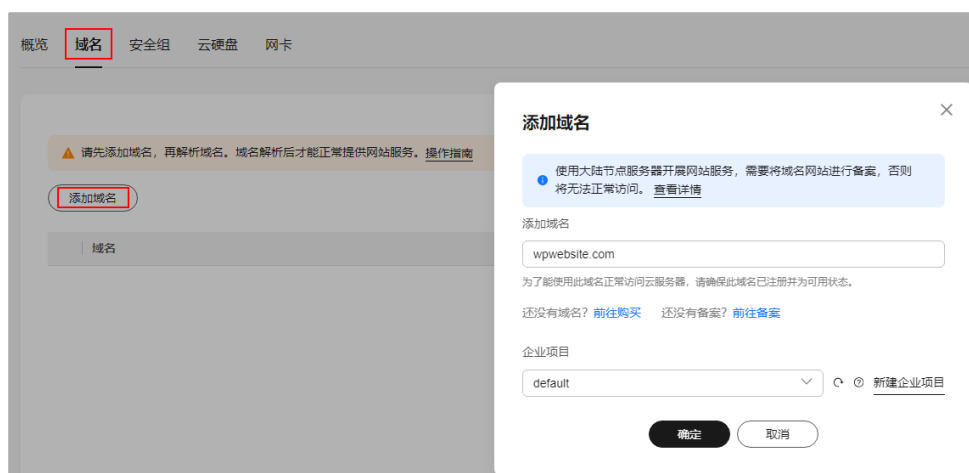 概览 域名 安全组 云硬盘 网卡
请先添加域名，再解析域名。域名解析后才能正常提供网站服务。操作指南
添加域名
域名
添加域名
使用大陆节点服务器开展网站服务，需要将域名网站进行备案，否则
将无法正常访问。 查看详情
添加域名
wpwebsite.com
为了能使用此域名正常访问云服务器，请确保此域名已注册并为可用状态。
还没有域名？前往购买 还没有备案？前往备案
企业项目
default 新建企业项目
确定 取消